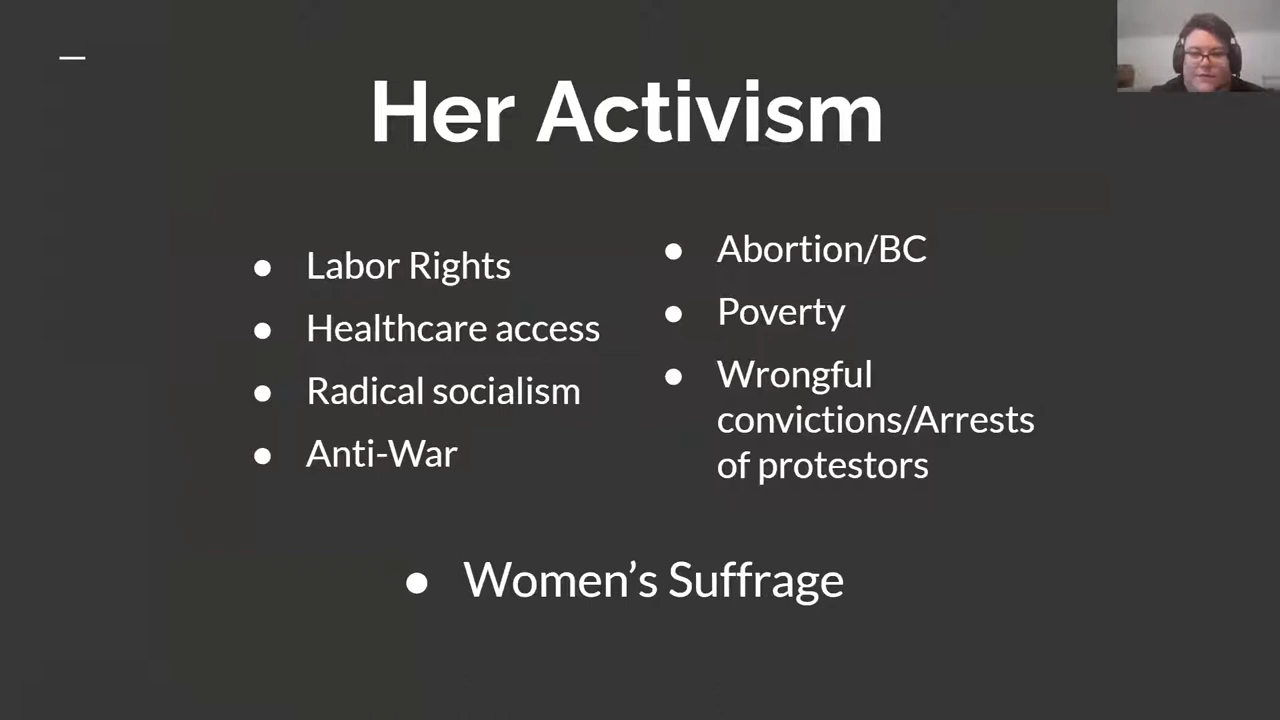 Her Activism
● Labor Rights
● Healthcare access
● Radical socialism
● Anti-War
● Abortion/BC
● Poverty
● Wrongful
convictions/Arrests
of protestors
● Women’s Suffrage